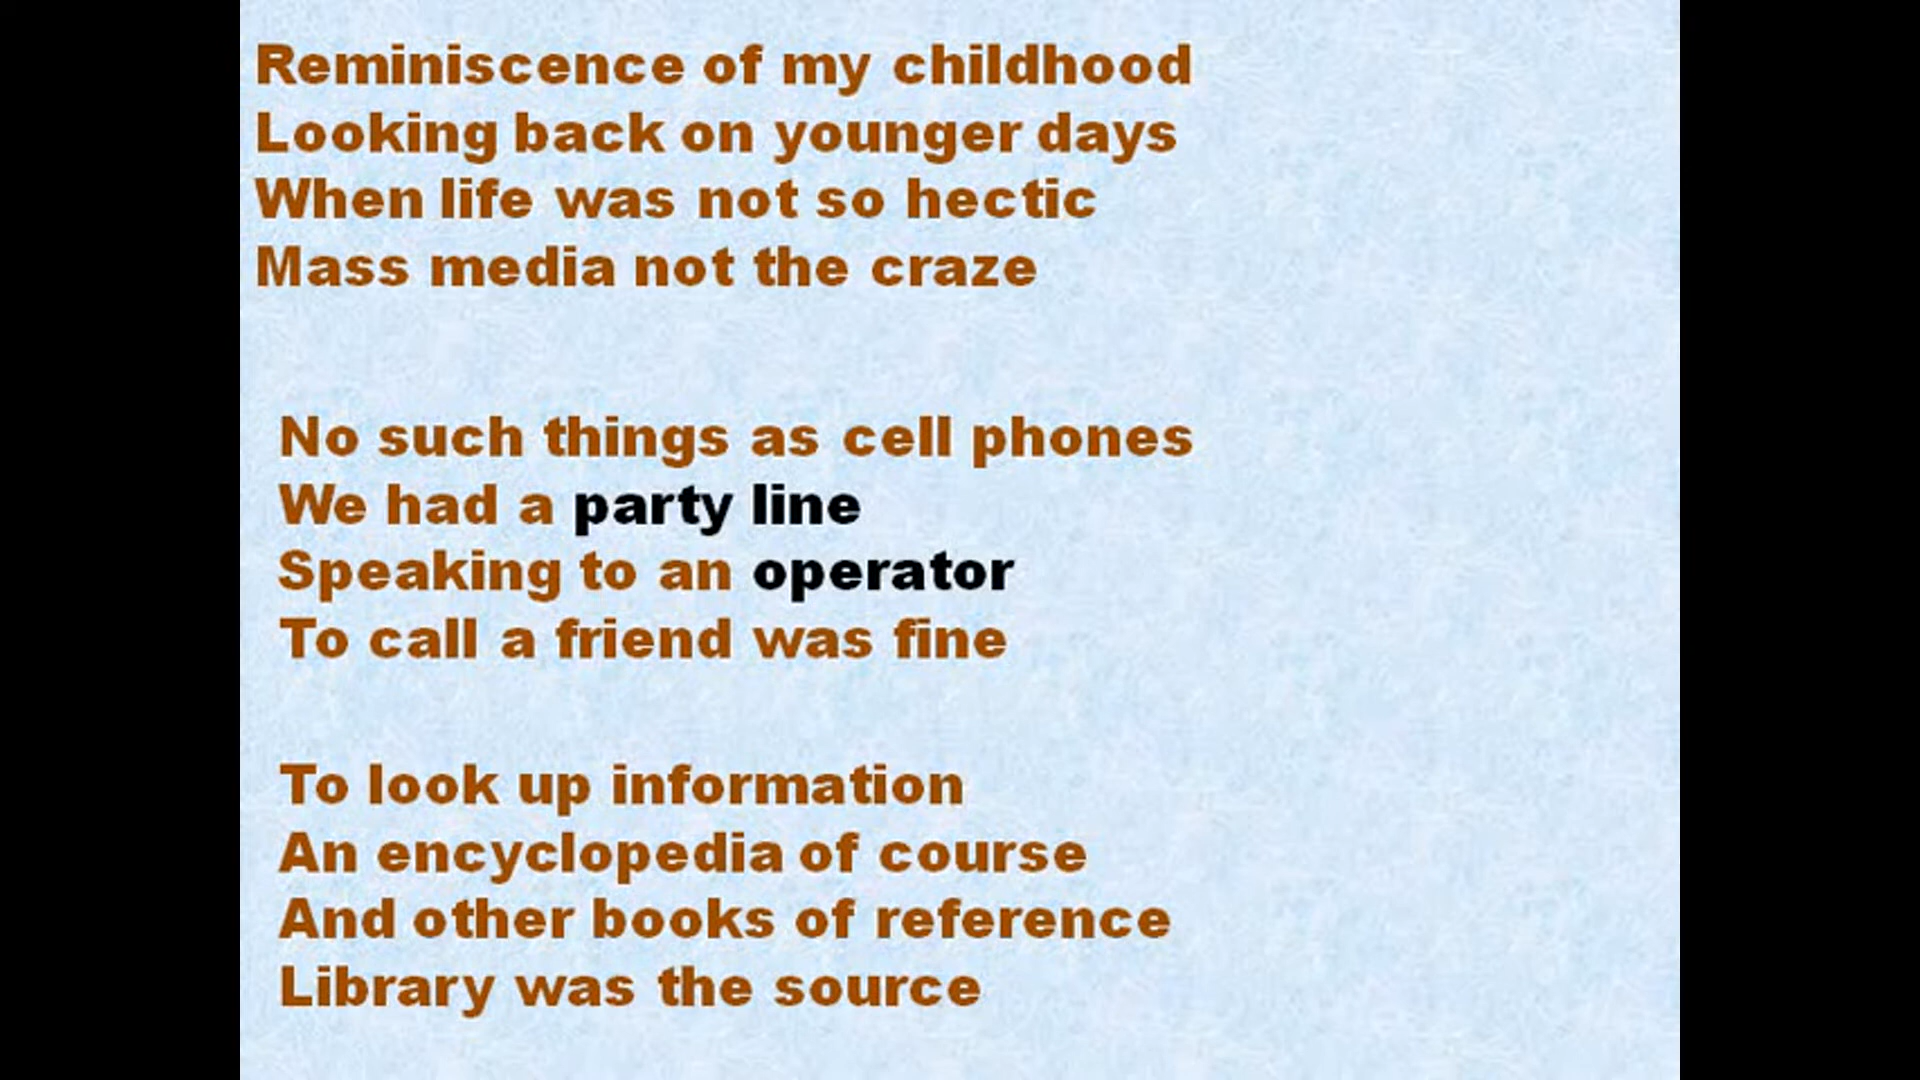 Reminiscence of my childhood
Looking back on younger days
When life was not so hectic
Mass media not the craze
No such things as cell phones
We had a party line
Speaking to an operator
To call a friend was fine
To look up information
An encyclopedia of course
And other books of reference
Library was the source